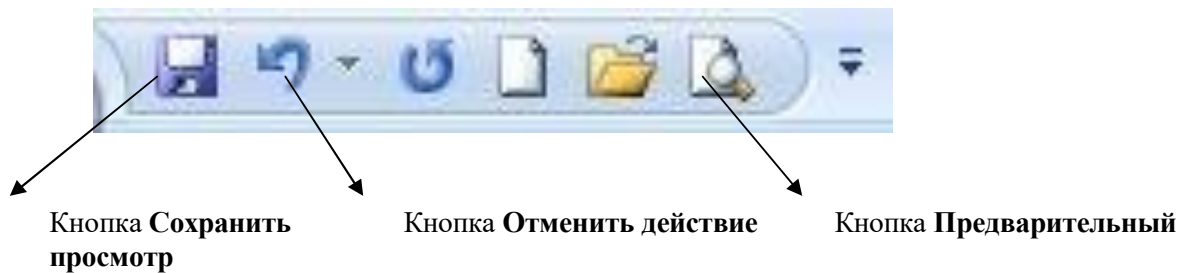 Кнопка Сохранить Кнопка Отменить действие Кнопка Предварительный
просмотр